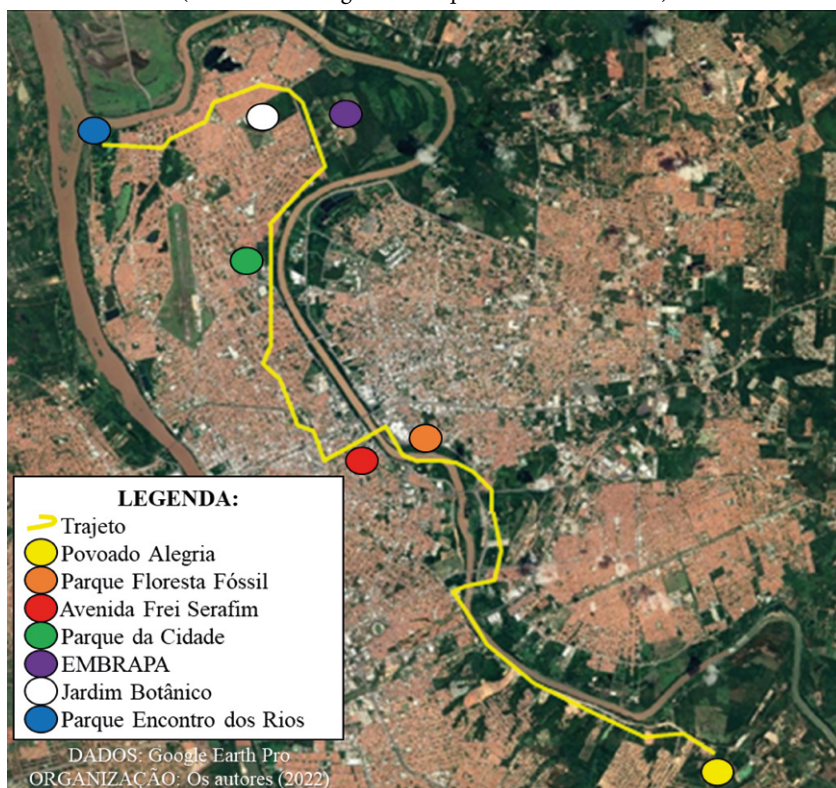 LEGENDA:
Trajeto
Povoado Alegria
Parque Floresta Fóssil
Avenida Frei Serafim
Parque da Cidade
EMBRAPA
Jardim Botânico
Parque Encontro dos Rios
DADOS: Google Earth Pro
ORGANIZAÇÃO: Os autores (2022)